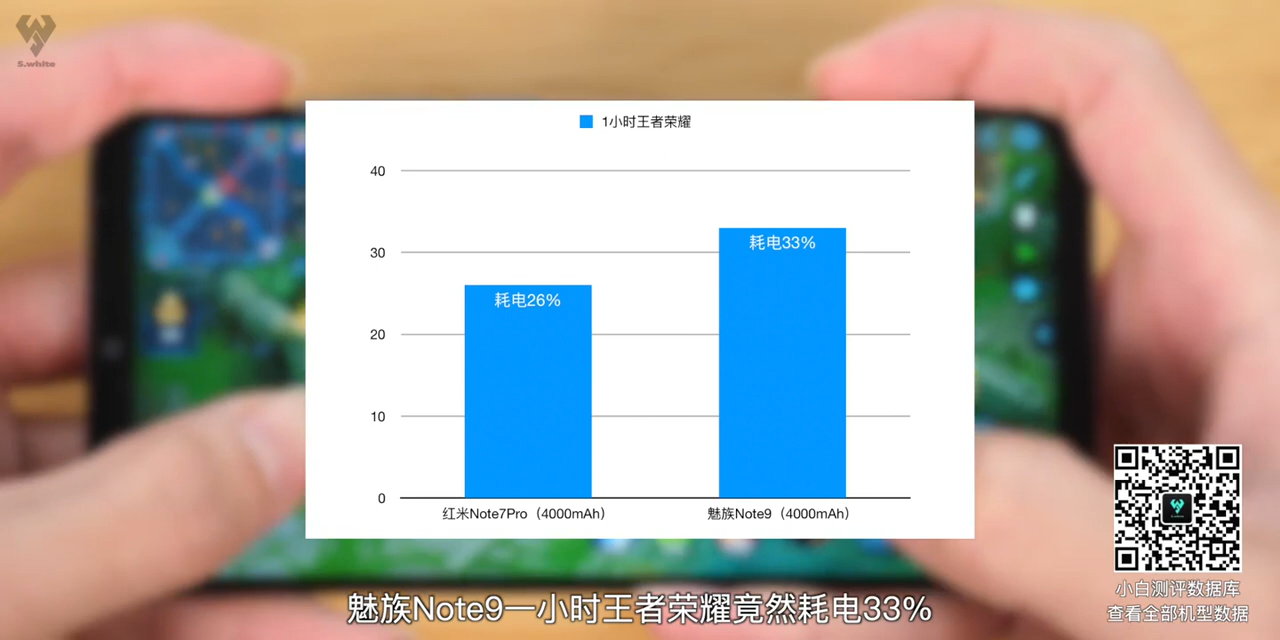 S.white
1小时王者荣耀
40
30
20
10
0
耗电26%
耗电33%
红米Note7Pro（4000mAh）
魅族Note9（4000mAh）
小白测评数据库
查看全部机型数据
魅族Note9一小时王者荣耀竟然耗电33%